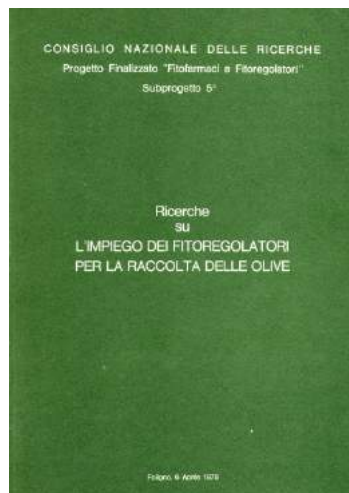 CONSIGLIO NAZIONALE DELLE RICERCHE
Progetto Finalizzato "Fitofarmaci e Fitoregolatori"
Subprogetto 5°
Ricerche
su
L'IMPIEGO DEI FITOREGOLATORI
PER LA RACCOLTA DELLE OLIVE
Foligno, 6 Aprile 1978